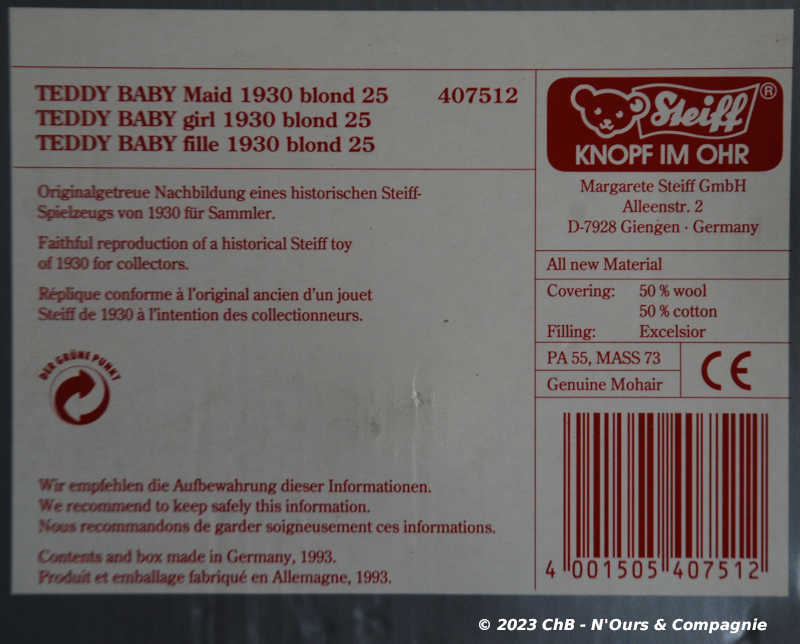 TEDDY BABY Maid 1930 blond 25 407512
TEDDY BABY girl 1930 blond 25
TEDDY BABY fille 1930 blond 25
Originalgetreue Nachbildung eines historischen Steiff-
Spielzeugs von 1930 für Sammler.
Faithful reproduction of a historical Steiff toy
of 1930 for collectors.
Réplique conforme à l'original ancien d'un jouet
Steiff de 1930 à l'intention des collectionneurs.
DER GRÜNE PUNKT
Wir empfehlen die Aufbewahrung dieser Informationen.
We recommend to keep safely this information.
Nous recommandons de garder soigneusement ces informations.
Contents and box made in Germany, 1993.
Produit et emballage fabriqué en Allemagne, 1993.
Steiff ®
KNOPF IM OHR
Margarete Steiff GmbH
Alleenstr. 2
D-7928 Giengen · Germany
All new Material
Covering: 50 % wool
50 % cotton
Filling: Excelsior
PA 55, MASS 73
Genuine Mohair
CE
4 001505 407512
© 2023 ChB - N'Ours & Compagnie